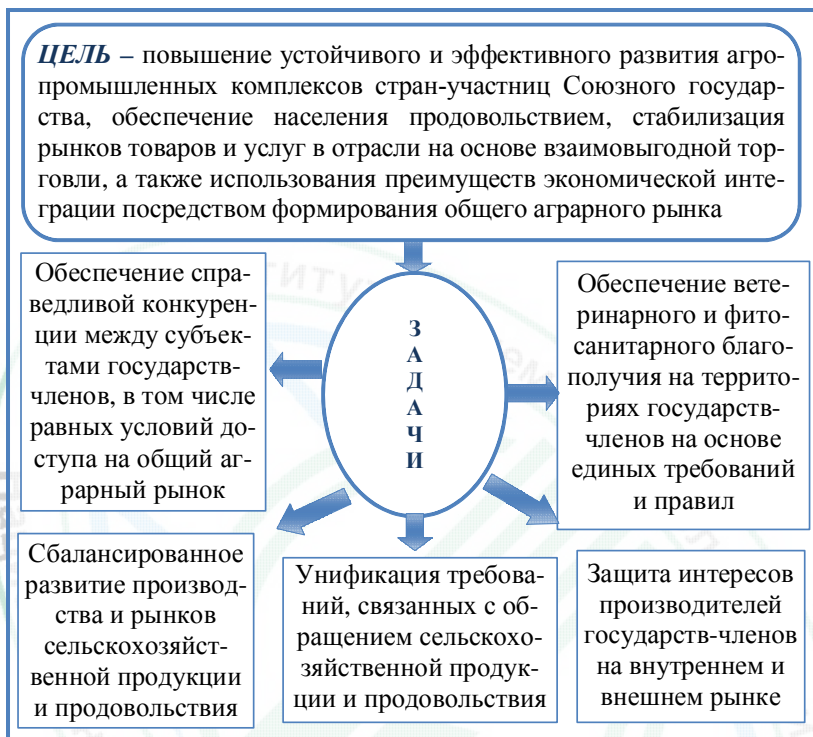 ЦЕЛЬ – повышение устойчивого и эффективного развития агро-
промышленных комплексов стран-участниц Союзного государ-
ства, обеспечение населения продовольствием, стабилизация
рынков товаров и услуг в отрасли на основе взаимовыгодной тор-
говли, а также использования преимуществ экономической инте-
грации посредством формирования общего аграрного рынка
Обеспечение спра-
ведливой конкурен-
ции между субъек-
тами государств-
членов, в том числе
равных условий до-
ступа на общий аг-
рарный рынок
З
А
Д
А
Ч
И
Обеспечение вете-
ринарного и фито-
санитарного благо-
получия на террито-
риях государств-
членов на основе
единых требований
и правил
Сбалансированное
развитие производ-
ства и рынков
сельскохозяйст-
венной продукции
и продовольствия
Унификация требова-
ний, связанных с об-
ращением сельскохо-
зяйственной продук-
ции и продовольствия
Защита интересов
производителей
государств-членов
на внутреннем и
внешнем рынке